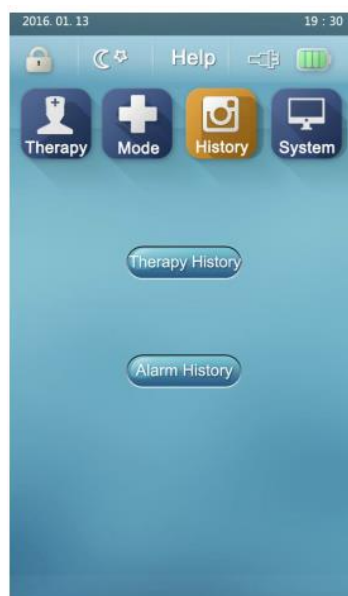 2016. 01. 13 19 : 30
Help
Therapy Mode History System
Therapy History
Alarm History